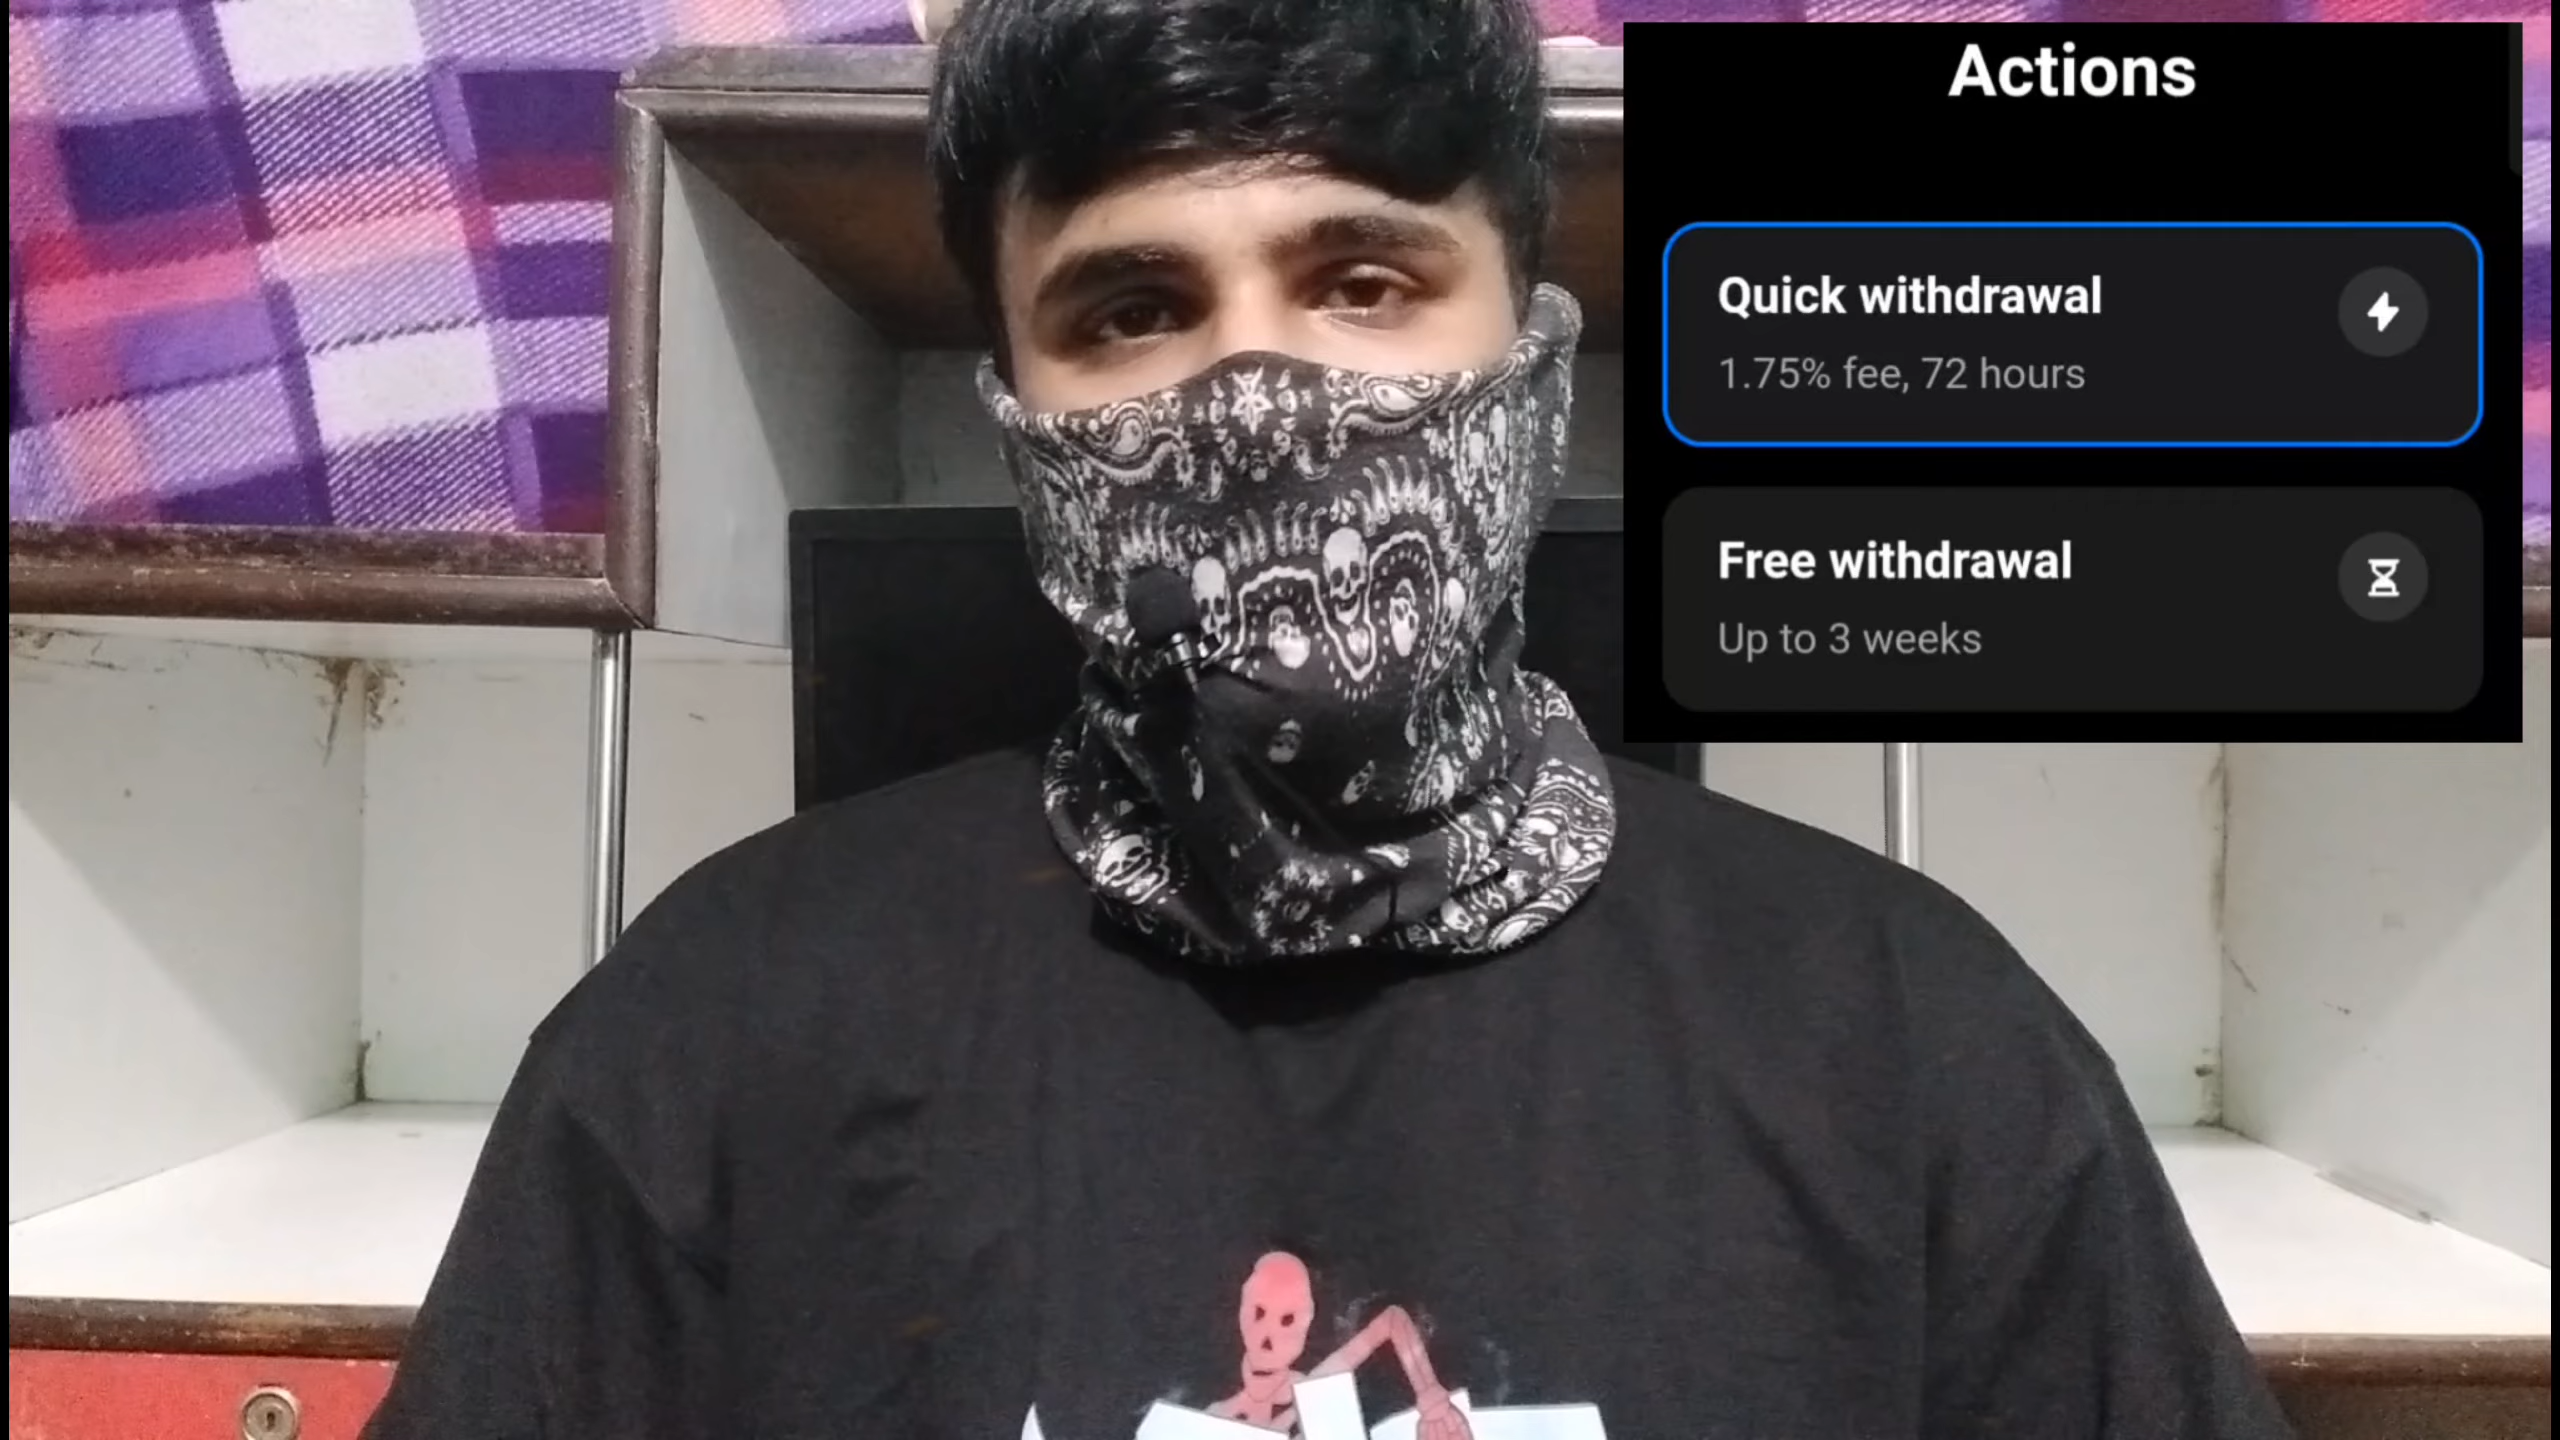 Actions
Quick withdrawal
1.75% fee, 72 hours
Free withdrawal
Up to 3 weeks